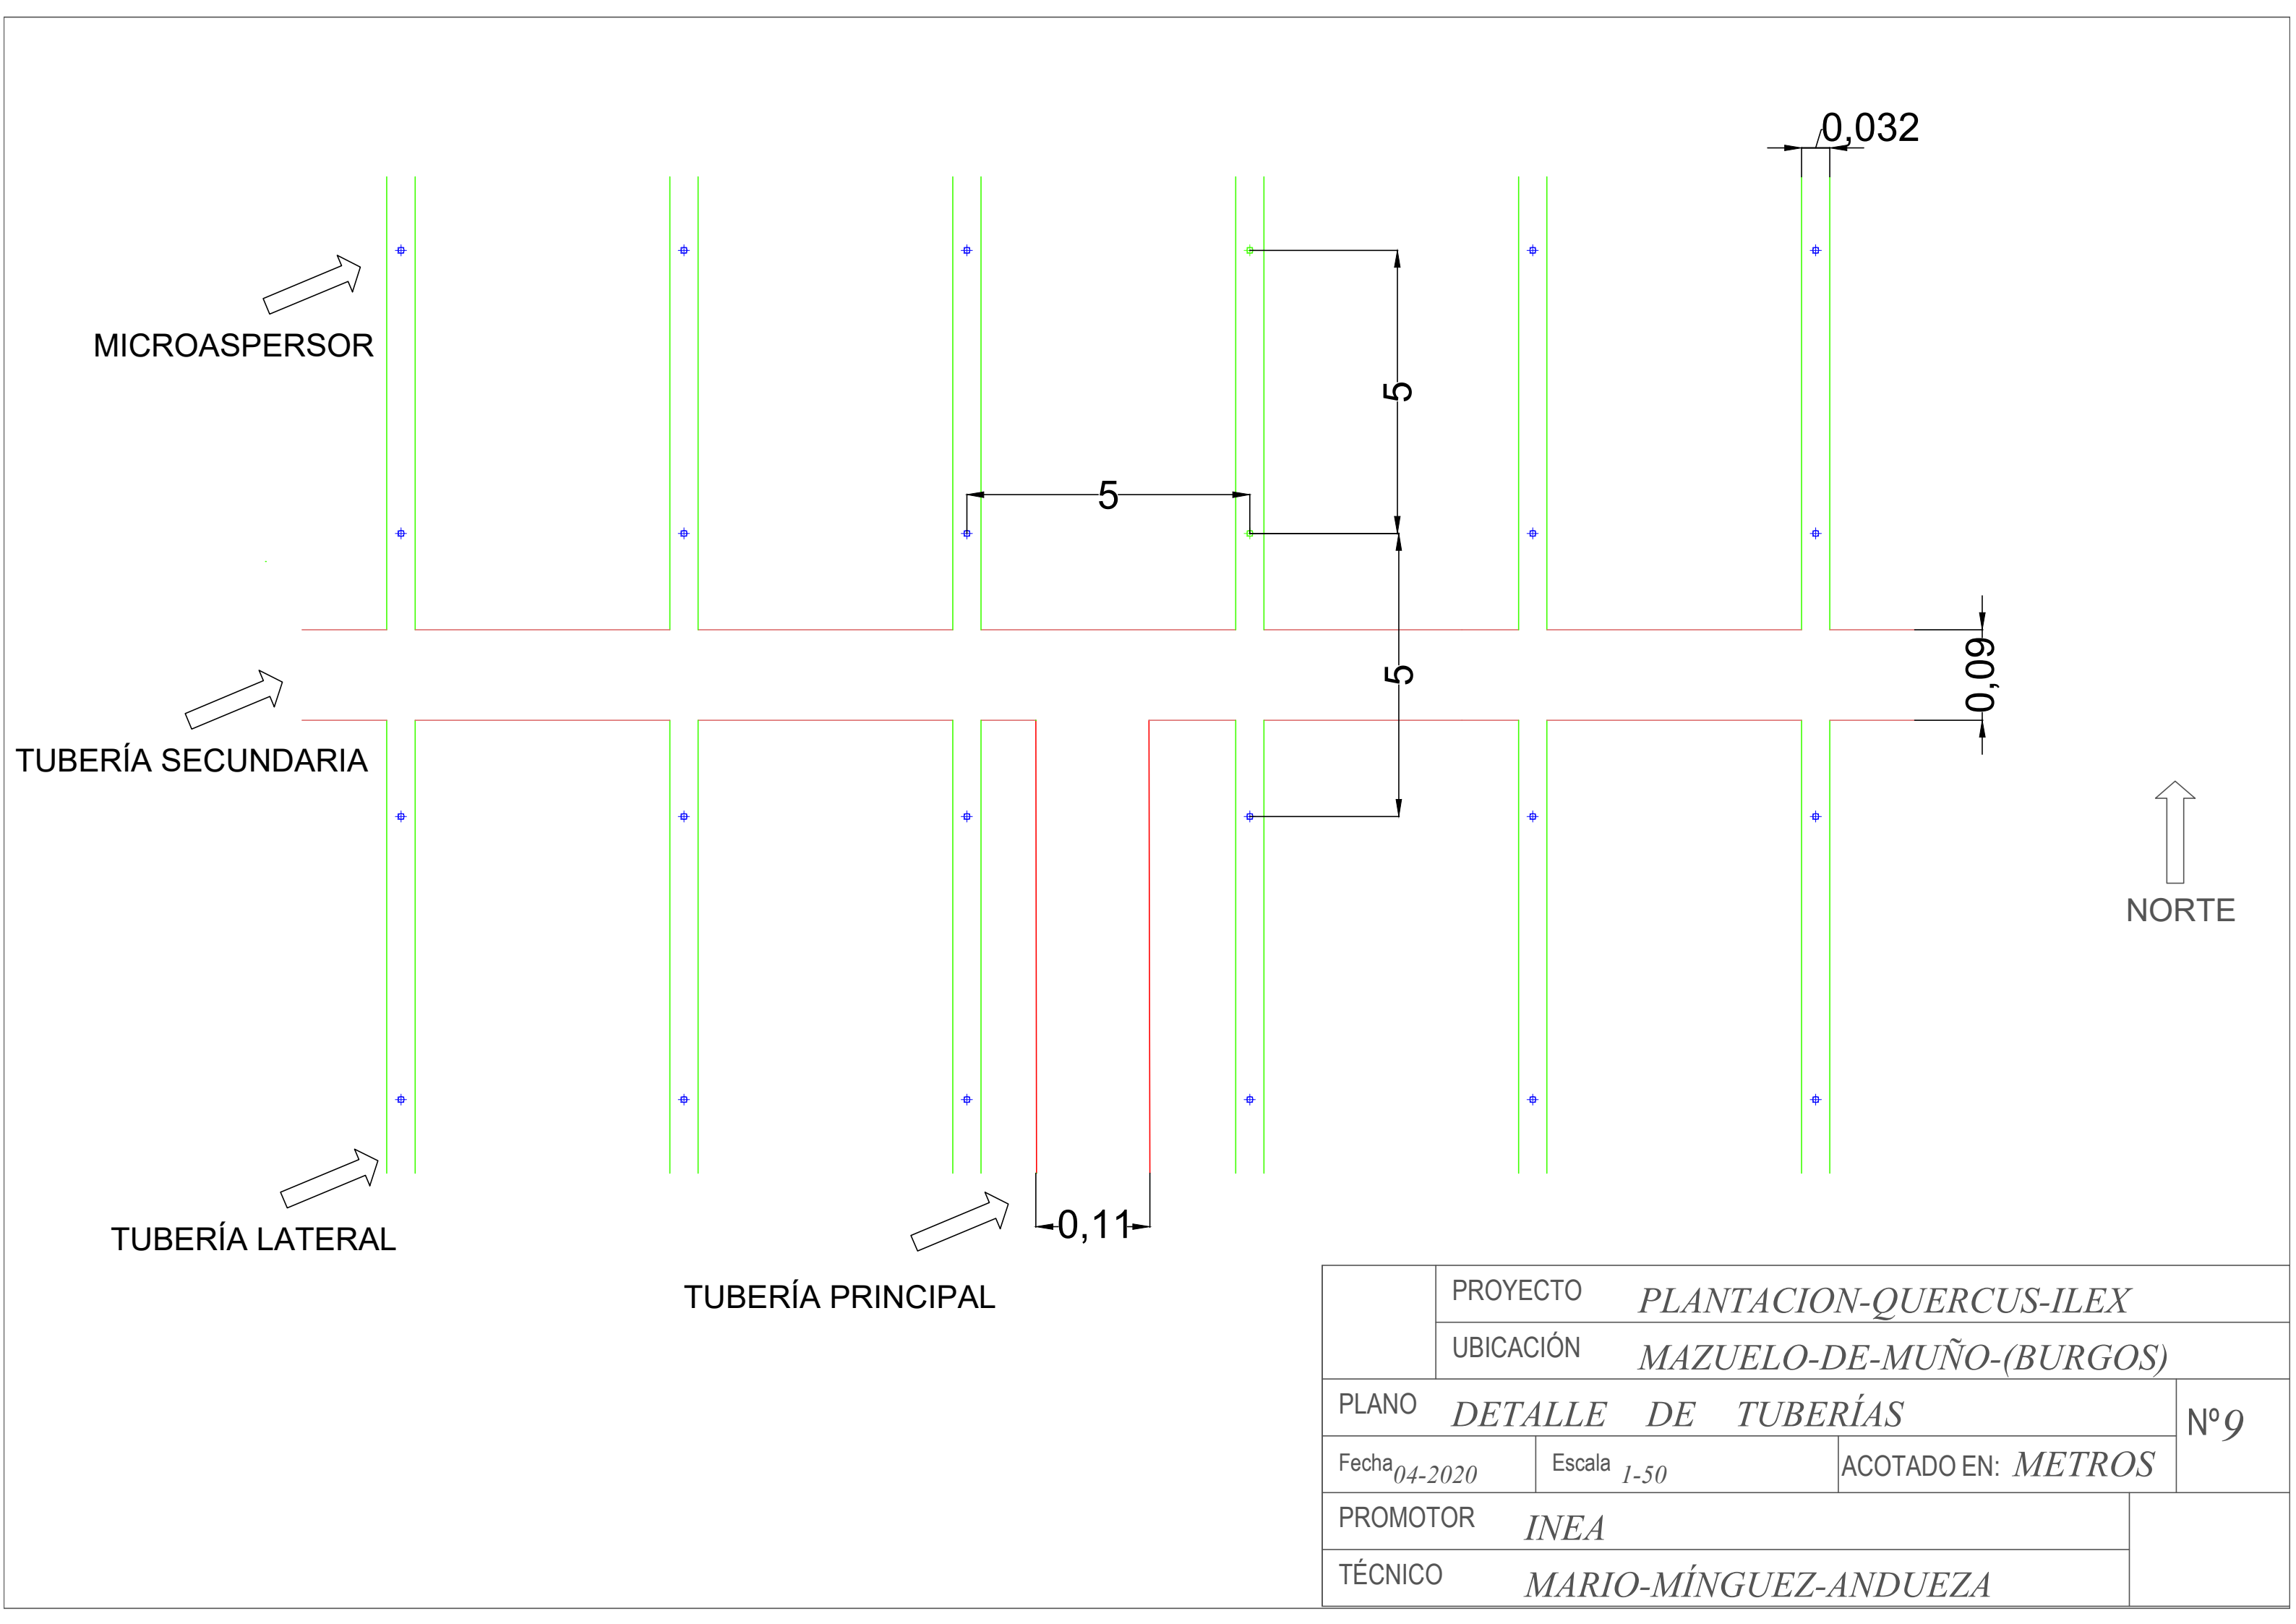 0,032
MICROASPERSOR
5
5
5
0,09
TUBERÍA SECUNDARIA
NORTE
TUBERÍA LATERAL
0,11
TUBERÍA PRINCIPAL
PROYECTO PLANTACION-QUERCUS-ILEX
UBICACIÓN MAZUELO-DE-MUÑO-(BURGOS)
PLANO DETALLE DE TUBERÍAS
Nº 9
Fecha 04-2020 Escala 1-50 ACOTADO EN: METROS
PROMOTOR INEA
TÉCNICO MARIO-MÍNGUEZ-ANDUEZA